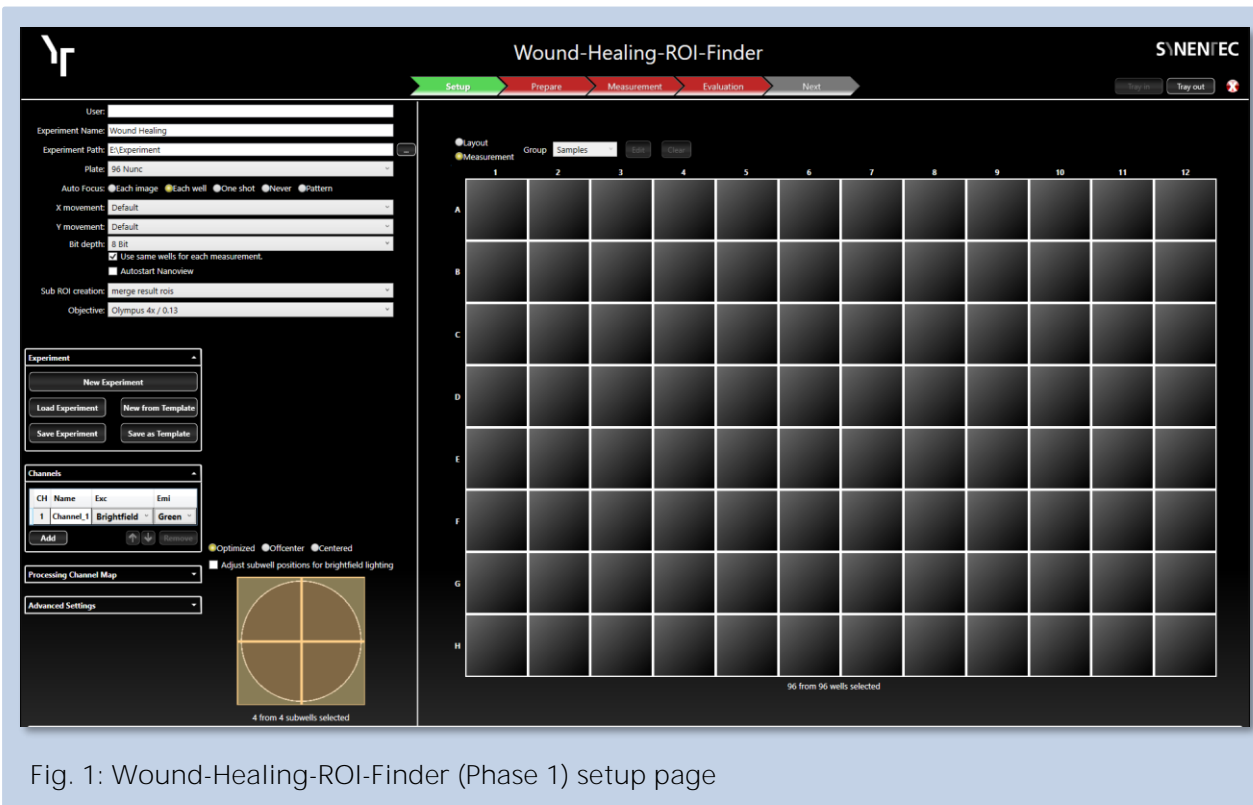 Wound-Healing-ROI-Finder
SYNENTEC
Setup Prepare Measurement Evaluation Next
Tray in Tray out
User:
Experiment Name: Wound Healing
Experiment Path: E:\Experiment ...
Plate: 96 Nunc
Auto Focus: Each image Each well One shot Never Pattern
X movement: Default
Y movement: Default
Bit depth: 8 Bit
Use same wells for each measurement.
Autostart Nanoview
Sub ROI creation: merge result rois
Objective: Olympus 4x / 0.13
Experiment
New Experiment
Load Experiment New from Template
Save Experiment Save as Template
Channels
CH Name Exc Emi
1 Channel_1 Brightfield Green
Add Remove
Processing Channel Map
Advanced Settings
Optimized Offcenter Centered
Adjust subwell positions for brightfield lighting
4 from 4 subwells selected
Layout
Measurement
Group Samples Edit Clear
1 2 3 4 5 6 7 8 9 10 11 12
A
B
C
D
E
F
G
H
96 from 96 wells selected
Fig. 1: Wound-Healing-ROI-Finder (Phase 1) setup page